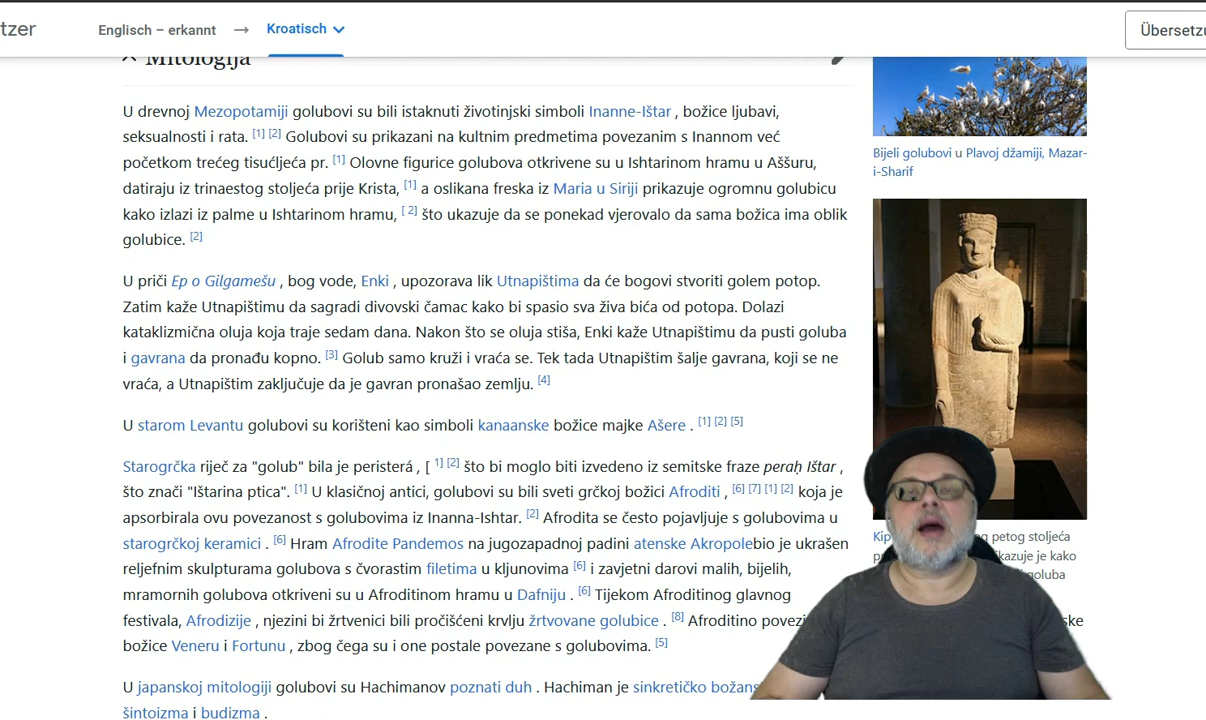 tzer
Englisch – erkannt → Kroatisch
Übersetzu
Mitologija
U drevnoj Mezopotamiji golubovi su bili istaknuti životinjski simboli Inanne-Ištar , božice ljubavi,
seksualnosti i rata. [1] [2] Golubovi su prikazani na kultnim predmetima povezanim s Inannom već
početkom trećeg tisućljeća pr. [1] Olovne figurice golubova otkrivene su u Ishtarinom hramu u Aššuru,
datiraju iz trinaestog stoljeća prije Krista, [1] a oslikana freska iz Maria u Siriji prikazuje ogromnu golubicu
kako izlazi iz palme u Ishtarinom hramu, [ 2] što ukazuje da se ponekad vjerovalo da sama božica ima oblik
golubice. [2]
U priči Ep o Gilgamešu , bog vode, Enki , upozorava lik Utnapištima da će bogovi stvoriti golem potop.
Zatim kaže Utnapištimu da sagradi divovski čamac kako bi spasio sva živa bića od potopa. Dolazi
kataklizmična oluja koja traje sedam dana. Nakon što se oluja stiša, Enki kaže Utnapištimu da pusti goluba
i gavrana da pronađu kopno. [3] Golub samo kruži i vraća se. Tek tada Utnapištim šalje gavrana, koji se ne
vraća, a Utnapištim zaključuje da je gavran pronašao zemlju. [4]
U starom Levantu golubovi su korišteni kao simboli kanaanske božice majke Ašere . [1] [2] [5]
Starogrčka riječ za "golub" bila je peristerá , [ 1] [2] što bi moglo biti izvedeno iz semitske fraze peraḥ Ištar ,
što znači "Ištarina ptica". [1] U klasičnoj antici, golubovi su bili sveti grčkoj božici Afroditi , [6] [7] [1] [2] koja je
apsorbirala ovu povezanost s golubovima iz Inanna-Ishtar. [2] Afrodita se često pojavljuje s golubovima u
starogrčkoj keramici . [6] Hram Afrodite Pandemos na jugozapadnoj padini atenske Akropolebio je ukrašen
reljefnim skulpturama golubova s čvorastim filetima u kljunovima [6] i zavjetni darovi malih, bijelih,
mramornih golubova otkriveni su u Afroditinom hramu u Dafniju . [6] Tijekom Afroditinog glavnog
festivala, Afrodizije , njezini bi žrtvenici bili pročišćeni krvlju žrtvovane golubice . [8] Afroditino povezi ske
božice Veneru i Fortunu , zbog čega su i one postale povezane s golubovima. [5]
U japanskoj mitologiji golubovi su Hachimanov poznati duh . Hachiman je sinkretičko božans
šintoizma i budizma .
Bijeli golubovi u Plavoj džamiji, Mazar-
i-Sharif
Kip og petog stoljeća
pr ikazuje je kako
goluba